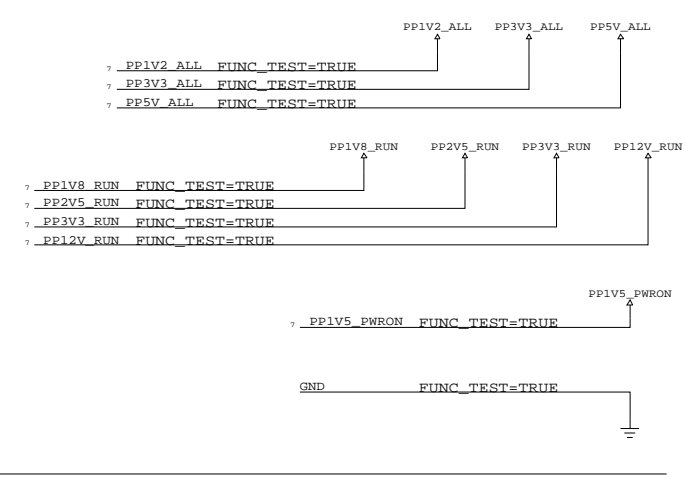 PP1V2_ALL PP3V3_ALL PP5V_ALL
7 PP1V2_ALL FUNC_TEST=TRUE
7 PP3V3_ALL FUNC_TEST=TRUE
7 PP5V_ALL FUNC_TEST=TRUE
PP1V8_RUN PP2V5_RUN PP3V3_RUN PP12V_RUN
7 PP1V8_RUN FUNC_TEST=TRUE
7 PP2V5_RUN FUNC_TEST=TRUE
7 PP3V3_RUN FUNC_TEST=TRUE
7 PP12V_RUN FUNC_TEST=TRUE
PP1V5_PWRON
7 PP1V5_PWRON FUNC_TEST=TRUE
GND FUNC_TEST=TRUE